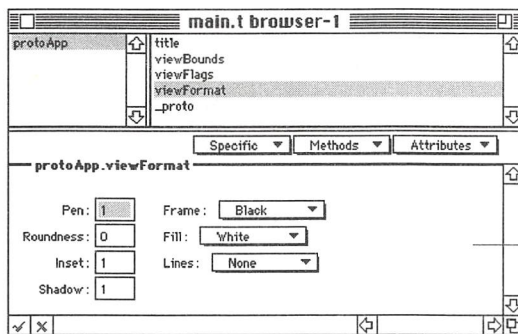 main.t browser-1
protoApp
title
viewBounds
viewFlags
viewFormat
_proto
Specific Methods Attributes
protoApp.viewFormat
Pen: 1 Frame: Black
Roundness: 0 Fill: White
Inset: 1 Lines: None
Shadow: 1